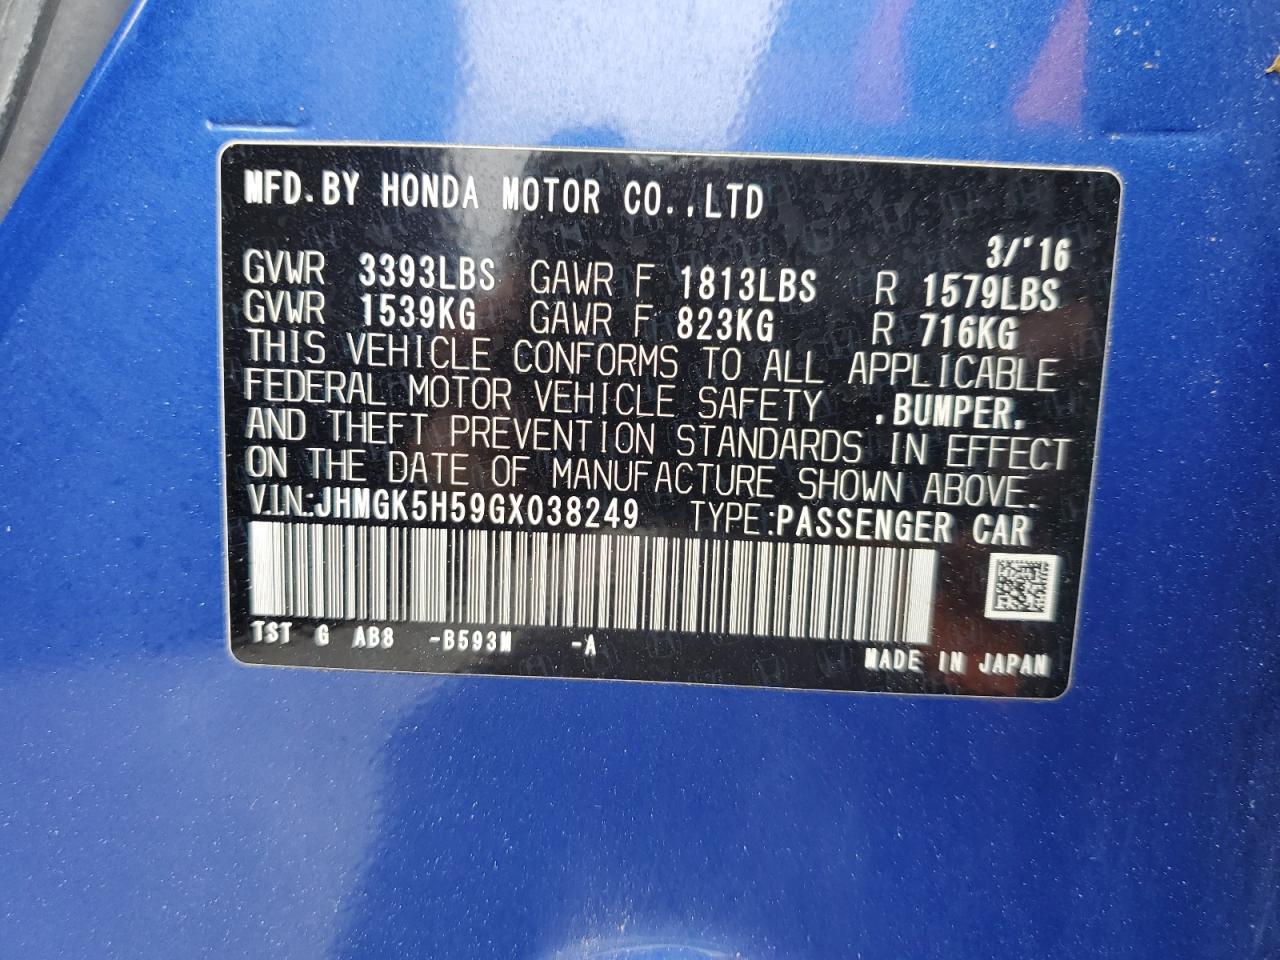 MFD.BY HONDA MOTOR CO.,LTD
3/'16
GVWR 3393LBS GAWR F 1813LBS R 1579LBS
GVWR 1539KG GAWR F 823KG R 716KG
THIS VEHICLE CONFORMS TO ALL APPLICABLE
FEDERAL MOTOR VEHICLE SAFETY ,BUMPER,
AND THEFT PREVENTION STANDARDS IN EFFECT
ON THE DATE OF MANUFACTURE SHOWN ABOVE.
VIN:JHMGK5H59GX038249 TYPE:PASSENGER CAR
TST G AB8 -B593M -A
MADE IN JAPAN